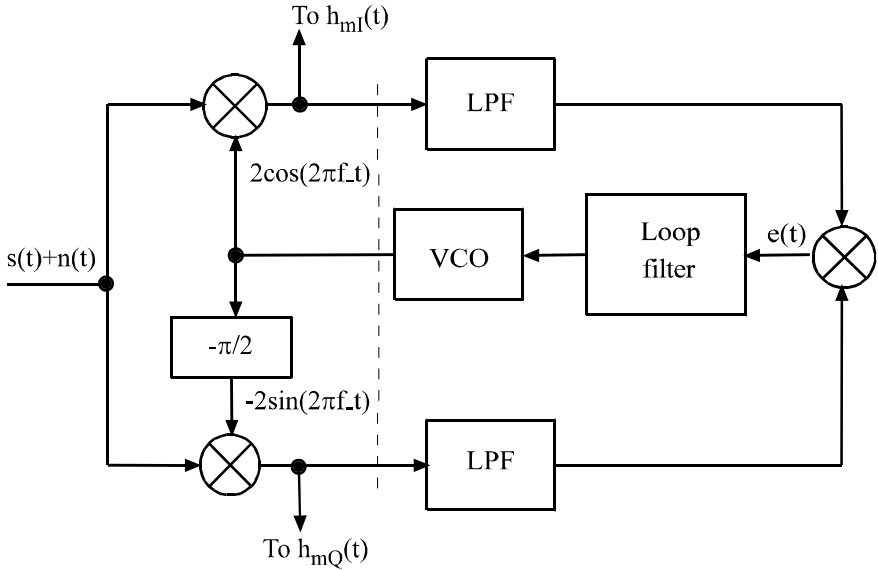 To h_mI(t)
LPF
2cos(2πf_t)
s(t)+n(t)
VCO
Loop
filter
e(t)
-π/2
-2sin(2πf_t)
LPF
To h_mQ(t)